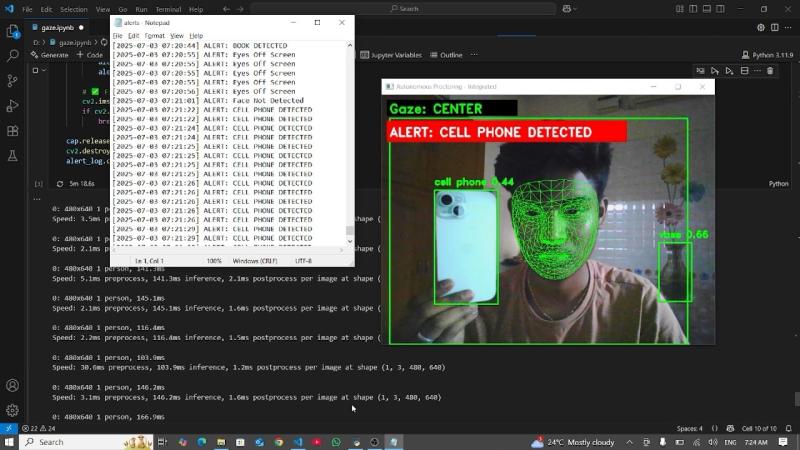 File Edit Selection View Go Run
Search
gaze.ipynb
D: > gaze.ipynb
Generate + Code
Jupyter Variables
Outline
Python 3.11.9
cv2.ims
if cv2.
bre
cap.releas
cv2.destroy
alert_log.c
[3]
5m 18.6s
Python
alerts - Notepad
File Edit Format View Help
[2025-07-03 07:20:44] ALERT: BOOK DETECTED
[2025-07-03 07:20:55] ALERT: Eyes Off Screen
[2025-07-03 07:20:55] ALERT: Eyes Off Screen
[2025-07-03 07:20:55] ALERT: Eyes Off Screen
[2025-07-03 07:20:55] ALERT: Eyes Off Screen
[2025-07-03 07:20:56] ALERT: Eyes Off Screen
[2025-07-03 07:21:01] ALERT: Face Not Detected
[2025-07-03 07:21:22] ALERT: CELL PHONE DETECTED
[2025-07-03 07:21:22] ALERT: CELL PHONE DETECTED
[2025-07-03 07:21:24] ALERT: CELL PHONE DETECTED
[2025-07-03 07:21:24] ALERT: CELL PHONE DETECTED
[2025-07-03 07:21:25] ALERT: CELL PHONE DETECTED
[2025-07-03 07:21:25] ALERT: CELL PHONE DETECTED
[2025-07-03 07:21:25] ALERT: CELL PHONE DETECTED
[2025-07-03 07:21:25] ALERT: CELL PHONE DETECTED
[2025-07-03 07:21:26] ALERT: CELL PHONE DETECTED
[2025-07-03 07:21:26] ALERT: CELL PHONE DETECTED
[2025-07-03 07:21:26] ALERT: CELL PHONE DETECTED
[2025-07-03 07:21:26] ALERT: CELL PHONE DETECTED
[2025-07-03 07:21:29] ALERT: CELL PHONE DETECTED
[2025-07-03 07:21:29] ALERT: CELL PHONE DETECTED
[2025-07-03 07:21:29] ALERT: CELL PHONE DETECTED
Ln 1, Col 1 100% Windows (CRLF) UTF-8
Autonomous Proctoring - Integrated
Gaze: CENTER
ALERT: CELL PHONE DETECTED
cell phone 0.44
vase 0.66
0: 480x640 1 p
Speed: 3.5ms p
0: 480x640 1 p
Speed: 2.1ms p
0: 480x640 1 person, 141.3ms
Speed: 5.1ms preprocess, 141.3ms inference, 2.1ms postprocess per image at shape (
0: 480x640 1 person, 145.1ms
Speed: 2.2ms preprocess, 145.1ms inference, 1.6ms postprocess per image at shape (
0: 480x640 1 person, 116.4ms
Speed: 2.2ms preprocess, 116.4ms inference, 1.5ms postprocess per image at shape (
0: 480x640 1 person, 103.9ms
Speed: 30.6ms preprocess, 103.9ms inference, 1.2ms postprocess per image at shape (1, 3, 480, 640)
0: 480x640 1 person, 146.2ms
Speed: 3.1ms preprocess, 146.2ms inference, 1.6ms postprocess per image at shape (1, 3, 480, 640)
0: 480x640 1 person, 166.9ms
22 24
Spaces: 4 Cell 10 of 10
Search
24°C Mostly cloudy
ENG 7:24 AM